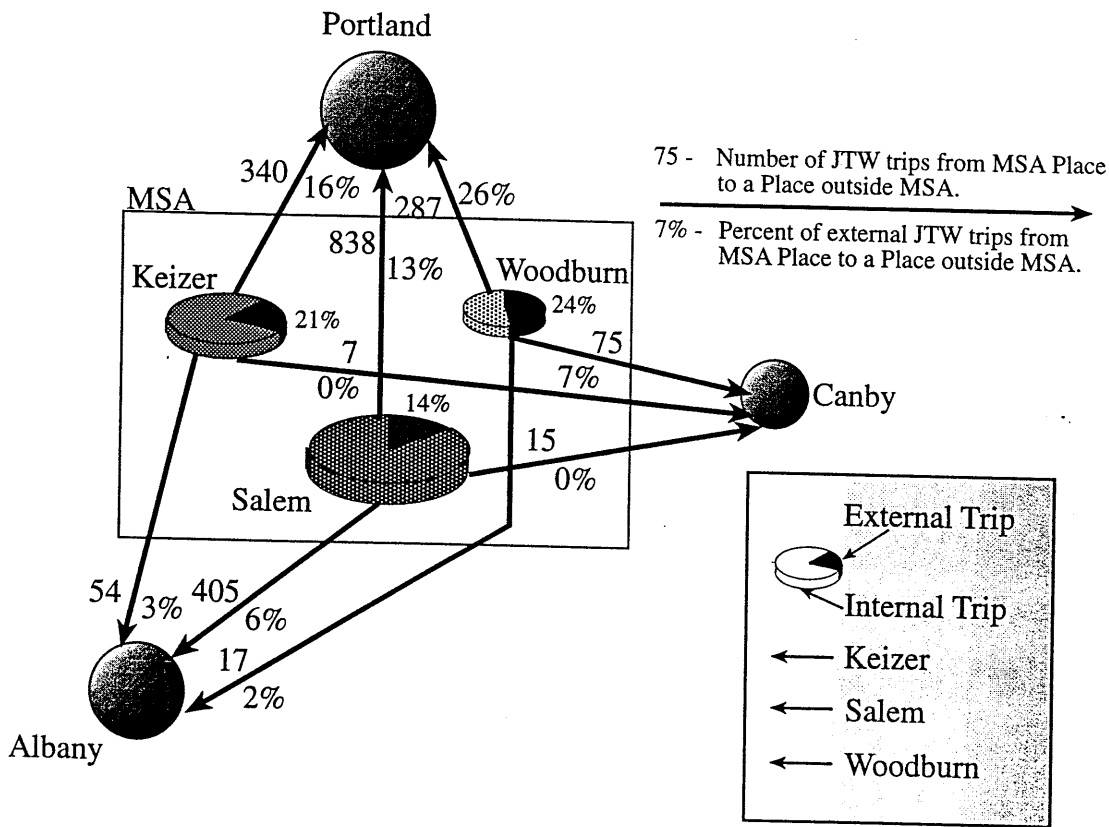 Portland
75 - Number of JTW trips from MSA Place
to a Place outside MSA.
7% - Percent of external JTW trips from
MSA Place to a Place outside MSA.
340
16%
287
26%
MSA
838
13%
Keizer
21%
Woodburn
24%
7
0%
75
7%
Canby
14%
15
0%
Salem
54
3%
405
6%
17
2%
Albany
External Trip
Internal Trip
Keizer
Salem
Woodburn